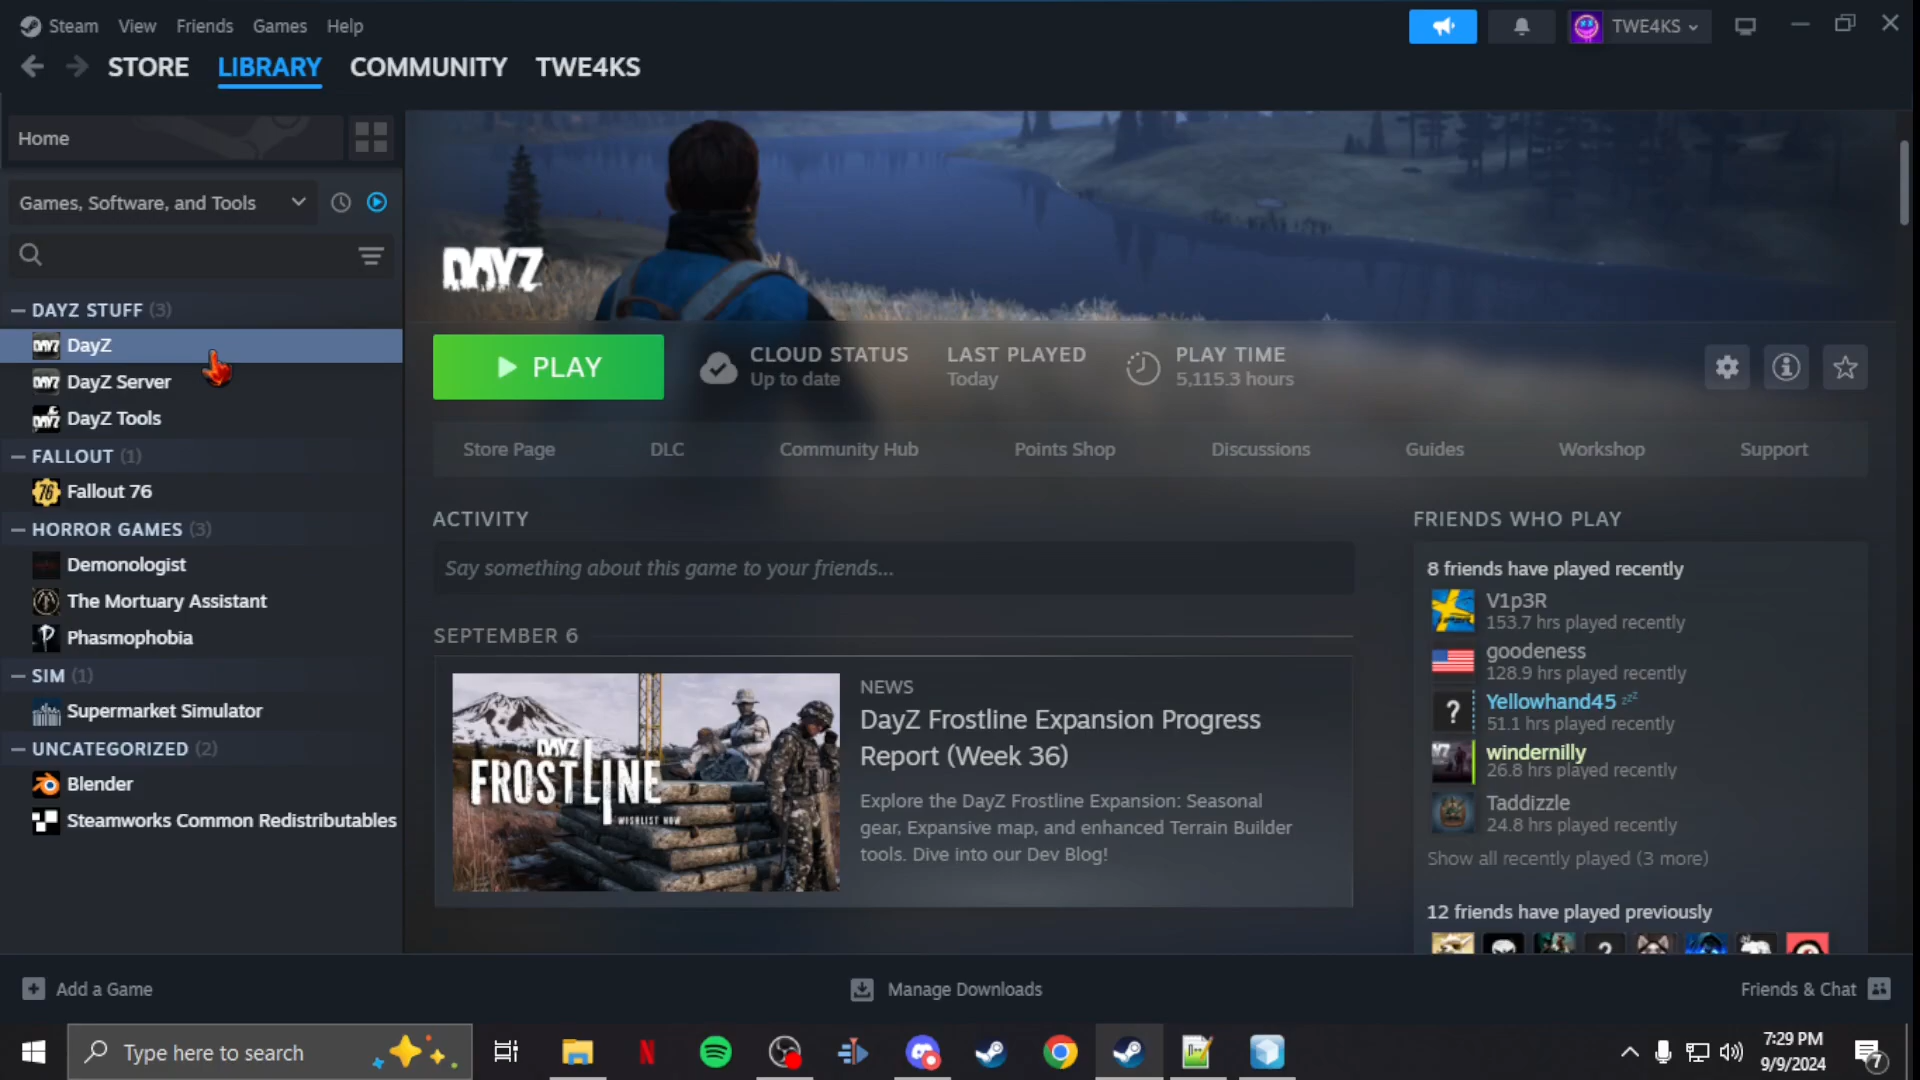 Steam View Friends Games Help
TWE4KS
STORE LIBRARY COMMUNITY TWE4KS
Home
Games, Software, and Tools
DAYZ STUFF (3)
DayZ
DayZ Server
DayZ Tools
FALLOUT (1)
Fallout 76
HORROR GAMES (3)
Demonologist
The Mortuary Assistant
Phasmophobia
SIM (1)
Supermarket Simulator
UNCATEGORIZED (2)
Blender
Steamworks Common Redistributables
DAYZ
PLAY
CLOUD STATUS
Up to date
LAST PLAYED
Today
PLAY TIME
5,115.3 hours
Store Page DLC Community Hub Points Shop Discussions Guides Workshop Support
ACTIVITY
Say something about this game to your friends...
SEPTEMBER 6
DAYZ
FROSTLINE
WISHLIST NOW
NEWS
DayZ Frostline Expansion Progress
Report (Week 36)
Explore the DayZ Frostline Expansion: Seasonal
gear, Expansive map, and enhanced Terrain Builder
tools. Dive into our Dev Blog!
FRIENDS WHO PLAY
8 friends have played recently
V1p3R
153.7 hrs played recently
goodeness
128.9 hrs played recently
Yellowhand45 zzz
51.1 hrs played recently
windernilly
26.8 hrs played recently
Taddizzle
24.8 hrs played recently
Show all recently played (3 more)
12 friends have played previously
Add a Game
Manage Downloads
Friends & Chat
Type here to search
7:29 PM
9/9/2024
7